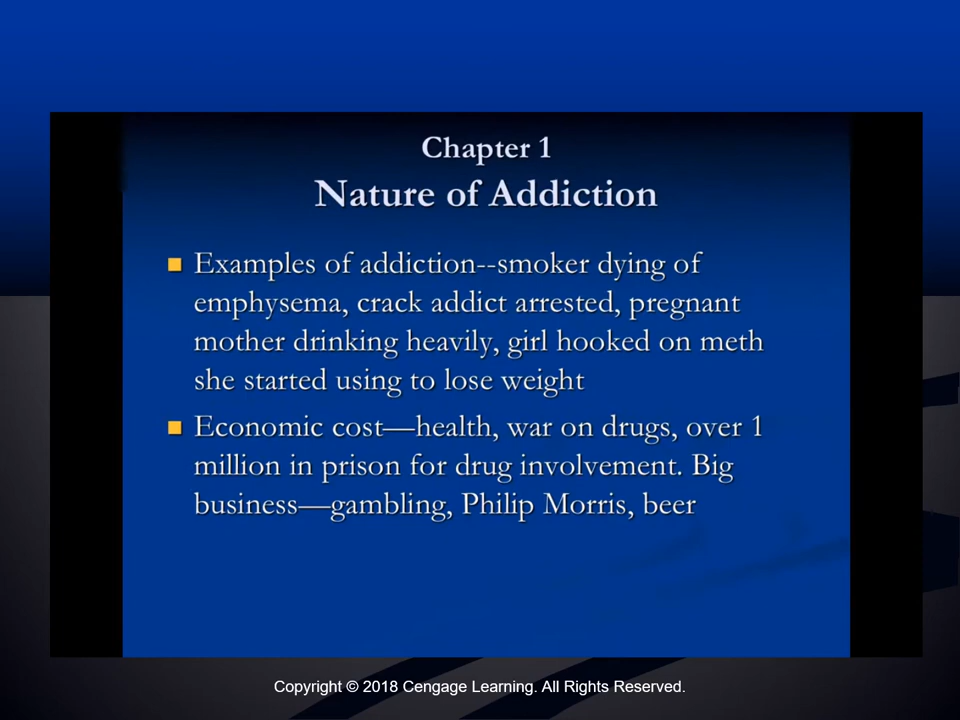 Chapter 1
Nature of Addiction
Examples of addiction--smoker dying of
emphysema, crack addict arrested, pregnant
mother drinking heavily, girl hooked on meth
she started using to lose weight
Economic cost—health, war on drugs, over 1
million in prison for drug involvement. Big
business—gambling, Philip Morris, beer
Copyright © 2018 Cengage Learning. All Rights Reserved.